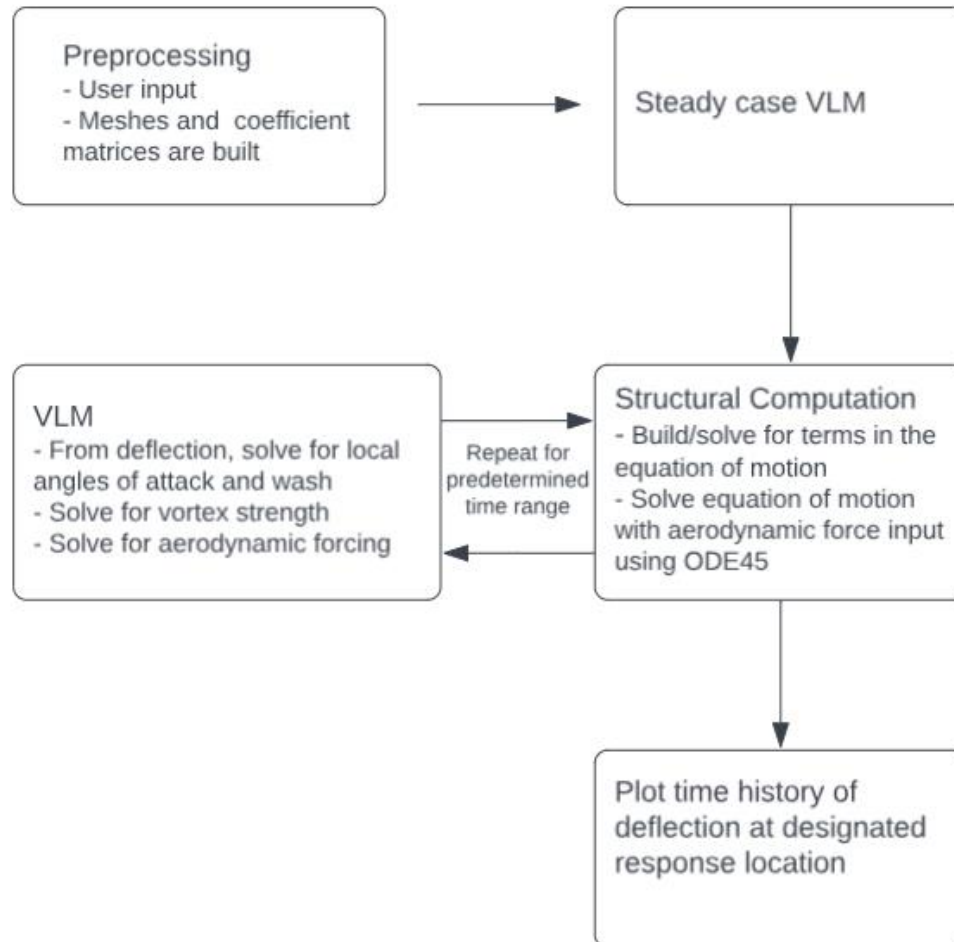 Preprocessing
- User input
- Meshes and coefficient
matrices are built
Steady case VLM
VLM
- From deflection, solve for local
angles of attack and wash
- Solve for vortex strength
- Solve for aerodynamic forcing
Repeat for
predetermined
time range
Structural Computation
- Build/solve for terms in the
equation of motion
- Solve equation of motion
with aerodynamic force input
using ODE45
Plot time history of
deflection at designated
response location